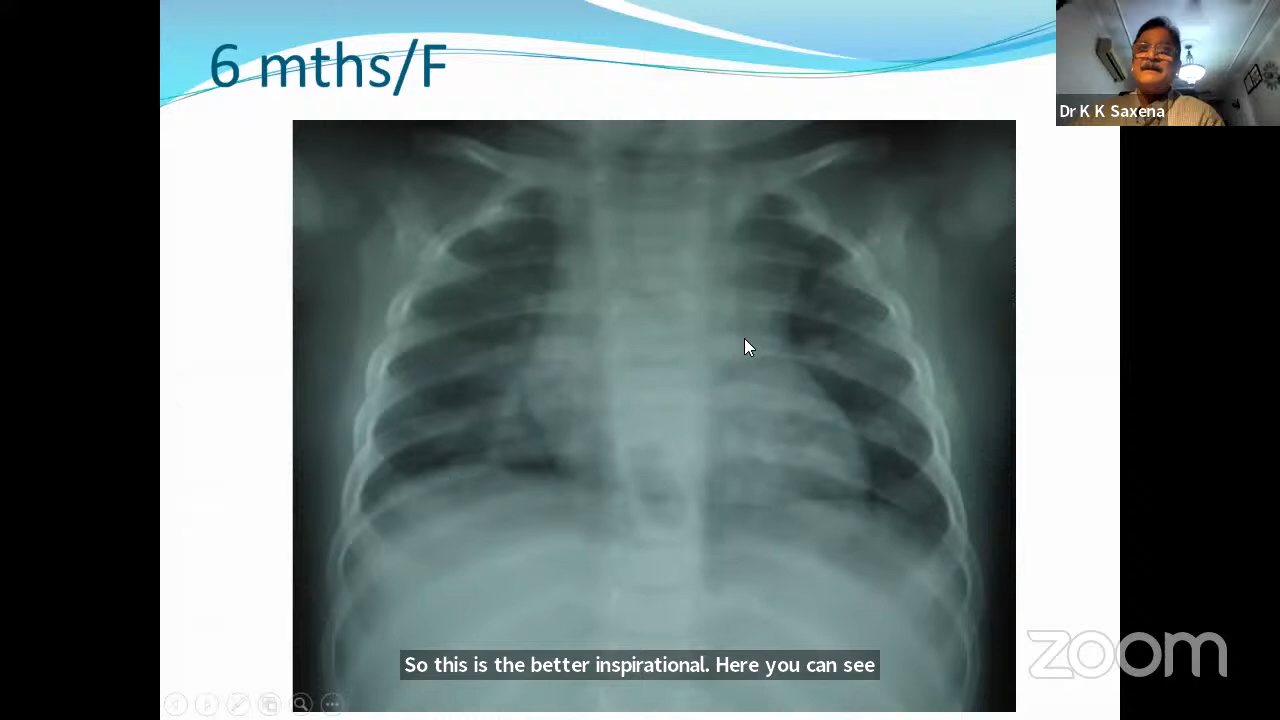 6 mths/F
Dr K K Saxena
So this is the better inspirational. Here you can see
zoom